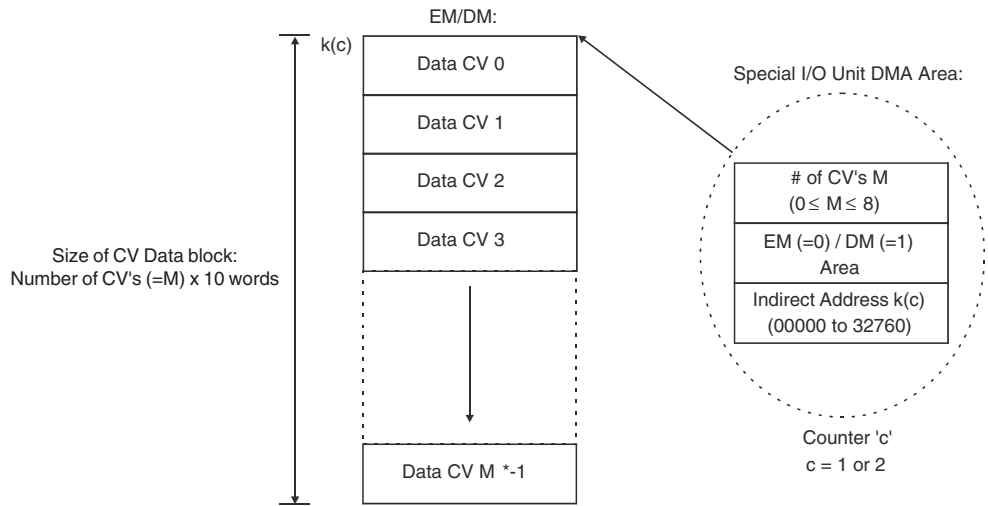 EM/DM:
k(c)
Data CV 0
Data CV 1
Data CV 2
Data CV 3
Data CV M *-1
Size of CV Data block:
Number of CV's (=M) x 10 words
Special I/O Unit DMA Area:
# of CV's M
(0≤ M ≤ 8)
EM (=0) / DM (=1)
Area
Indirect Address k(c)
(00000 to 32760)
Counter 'c'
c = 1 or 2